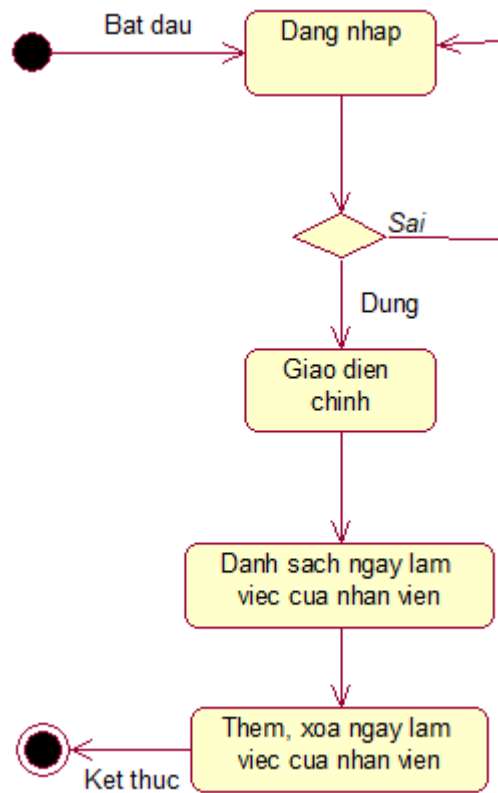 Bat dau
Dang nhap
Sai
Dung
Giao dien
chinh
Danh sach ngay lam
viec cua nhan vien
Them, xoa ngay lam
viec cua nhan vien
Ket thuc